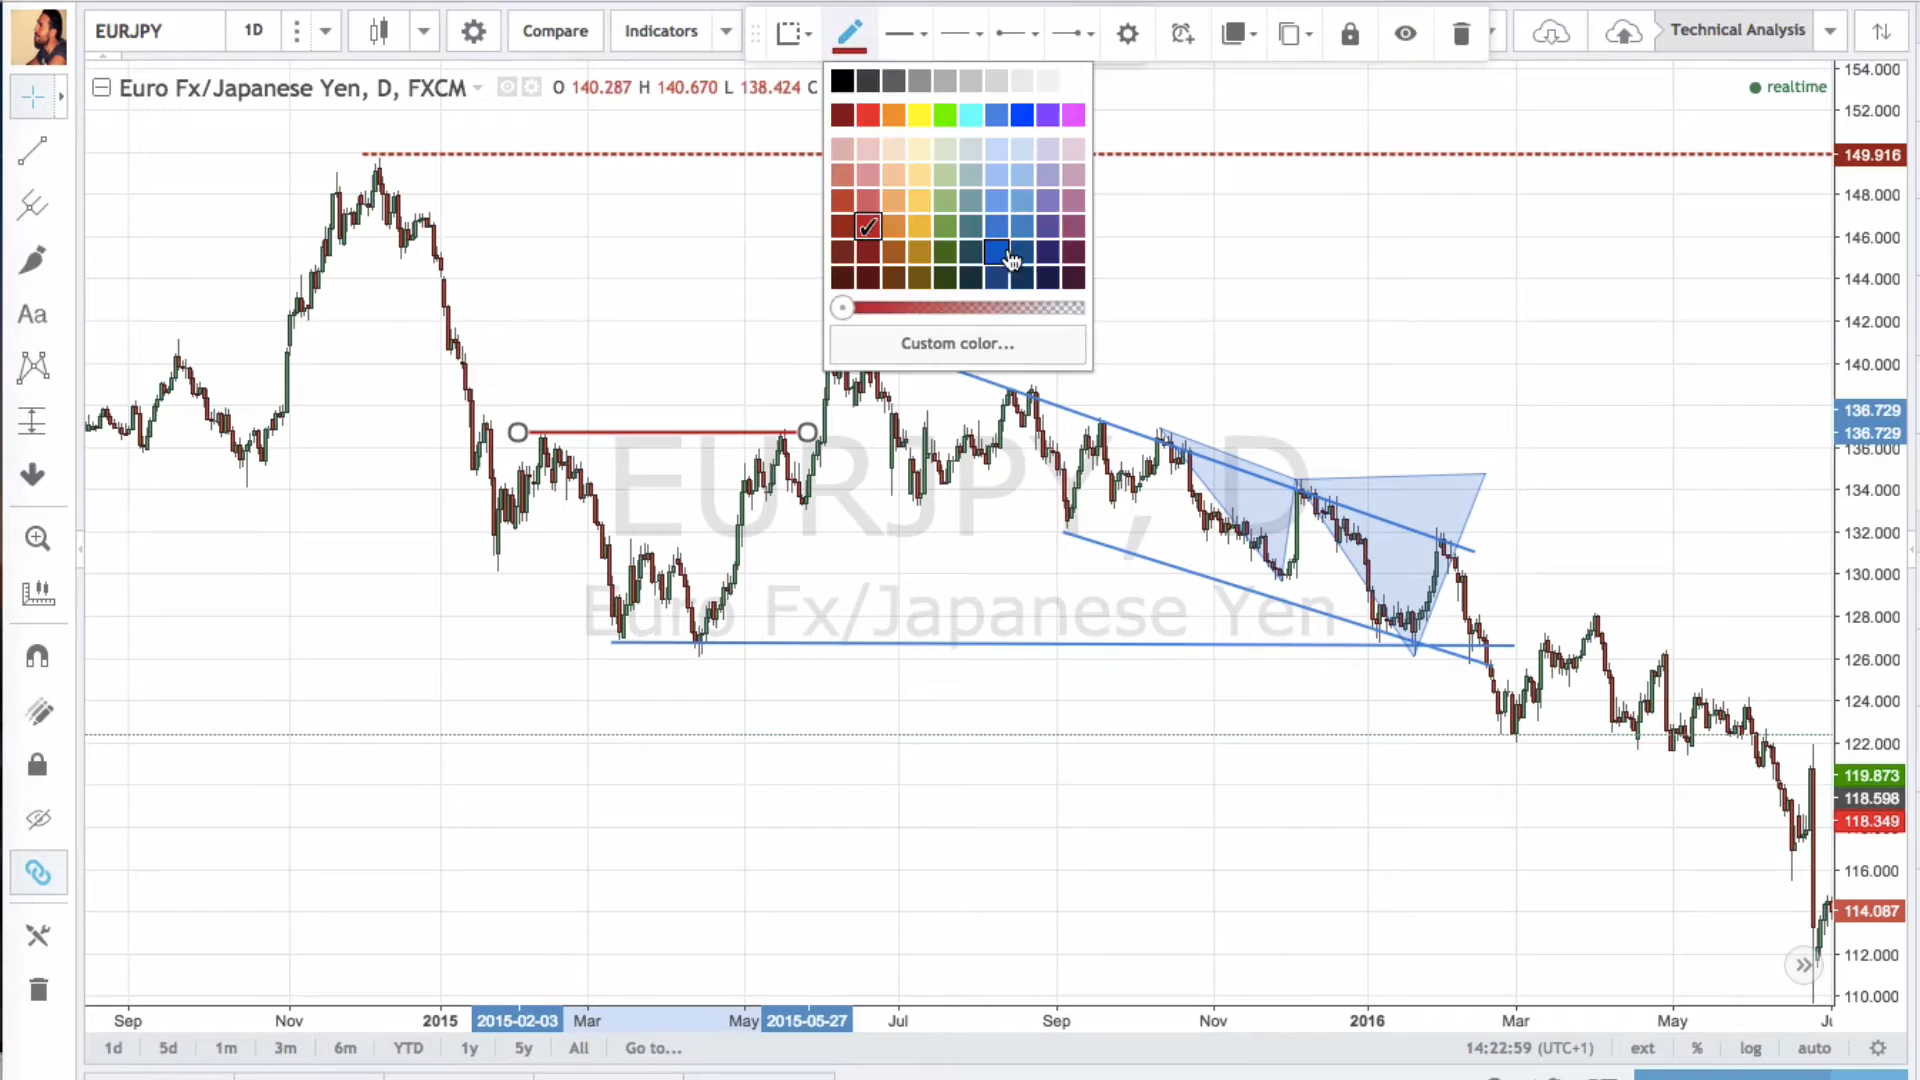 EURJPY 1D Compare Indicators Technical Analysis
Euro Fx/Japanese Yen, D, FXCM O 140.287 H 140.670 L 138.424 C
realtime
Custom color...
Aa
EURJPY, D
Euro Fx/Japanese Yen
154.000
152.000
149.916
148.000
146.000
144.000
142.000
140.000
136.729
136.729
136.000
134.000
132.000
130.000
128.000
126.000
124.000
122.000
119.873
118.598
118.349
116.000
114.087
112.000
110.000
Sep Nov 2015 2015-02-03 Mar May 2015-05-27 Jul Sep Nov 2016 Mar May
1d 5d 1m 3m 6m YTD 1y 5y All Go to... 14:22:59 (UTC+1) ext % log auto